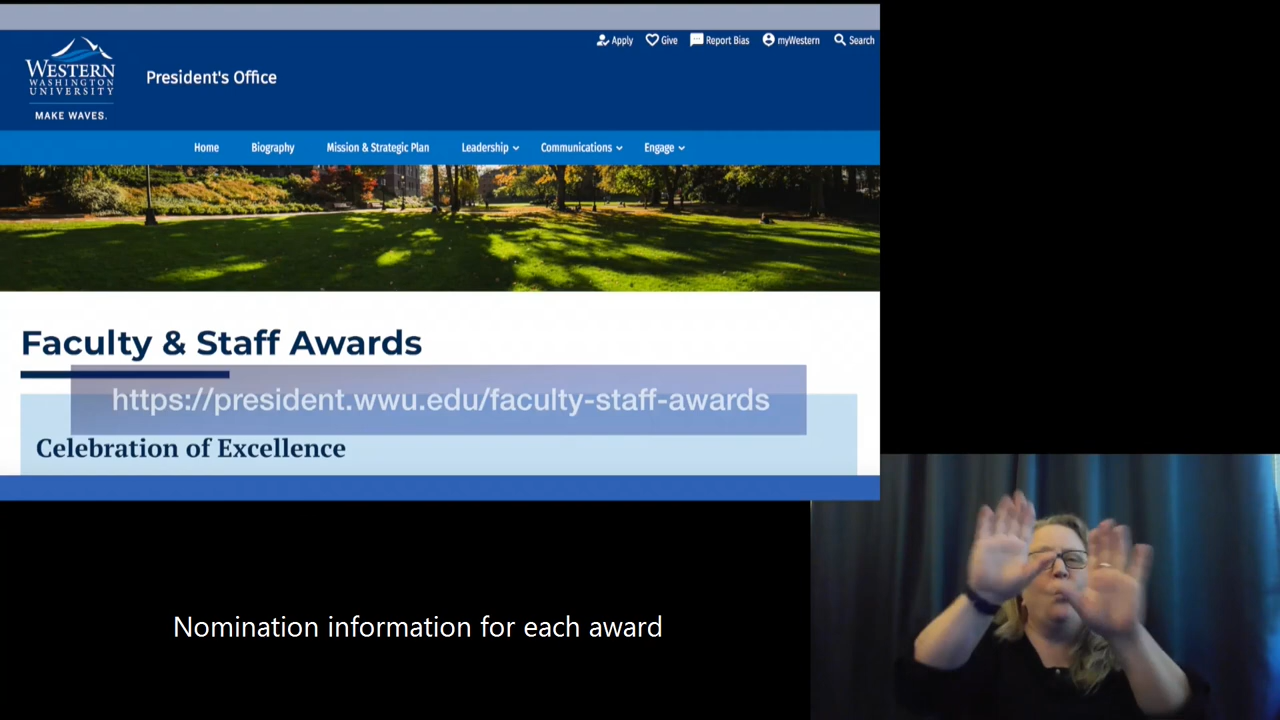 Apply Give Report Bias myWestern Search
WESTERN
WASHINGTON
UNIVERSITY
MAKE WAVES.
President's Office
Home Biography Mission & Strategic Plan Leadership Communications Engage
Faculty & Staff Awards
https://president.wwu.edu/faculty-staff-awards
Celebration of Excellence
Nomination information for each award